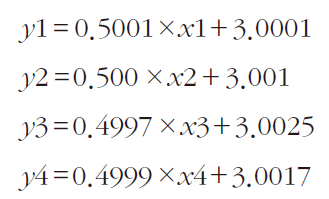 y1=0.5001×x1+3.0001
y2=0.500 ×x2+3.001
y3=0.4997 ×x3+3.0025
y4=0.4999 ×x4+3.0017